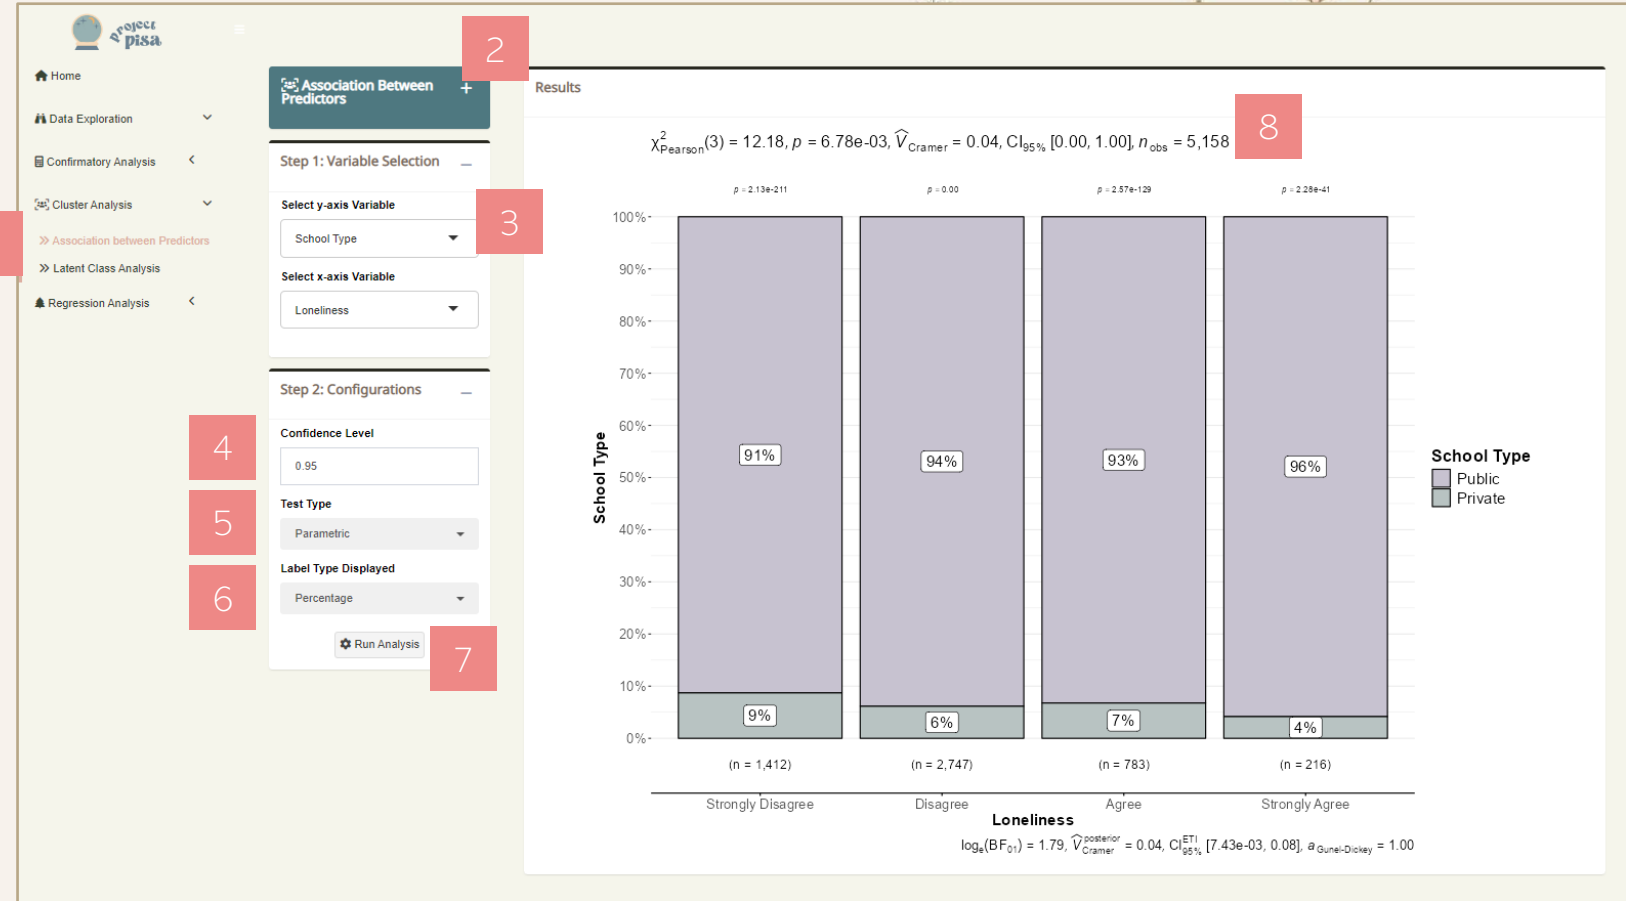 project
pisa
Home
Data Exploration
Confirmatory Analysis
Cluster Analysis
Association between Predictors
Latent Class Analysis
Regression Analysis
2
Association Between
Predictors
+
Step 1: Variable Selection
Select y-axis Variable
School Type
3
Select x-axis Variable
Loneliness
Step 2: Configurations
4
Confidence Level
0.95
5
Test Type
Parametric
6
Label Type Displayed
Percentage
Run Analysis
7
Results
8
χ²Pearson(3) = 12.18, p = 6.78e-03, V̂Cramer = 0.04, CI95% [0.00, 1.00], nobs = 5,158
p = 2.13e-211 p = 0.00 p = 2.57e-129 p = 2.28e-41
100%
90%
80%
70%
60%
50%
40%
30%
20%
10%
0%
School Type
91% 94% 93% 96%
9% 6% 7% 4%
(n = 1,412) (n = 2,747) (n = 783) (n = 216)
Strongly Disagree Disagree Agree Strongly Agree
Loneliness
School Type
Public
Private
loge(BF01) = 1.79, V̂Cramer posterior = 0.04, CI95% ETI [7.43e-03, 0.08], aGunel-Dickey = 1.00